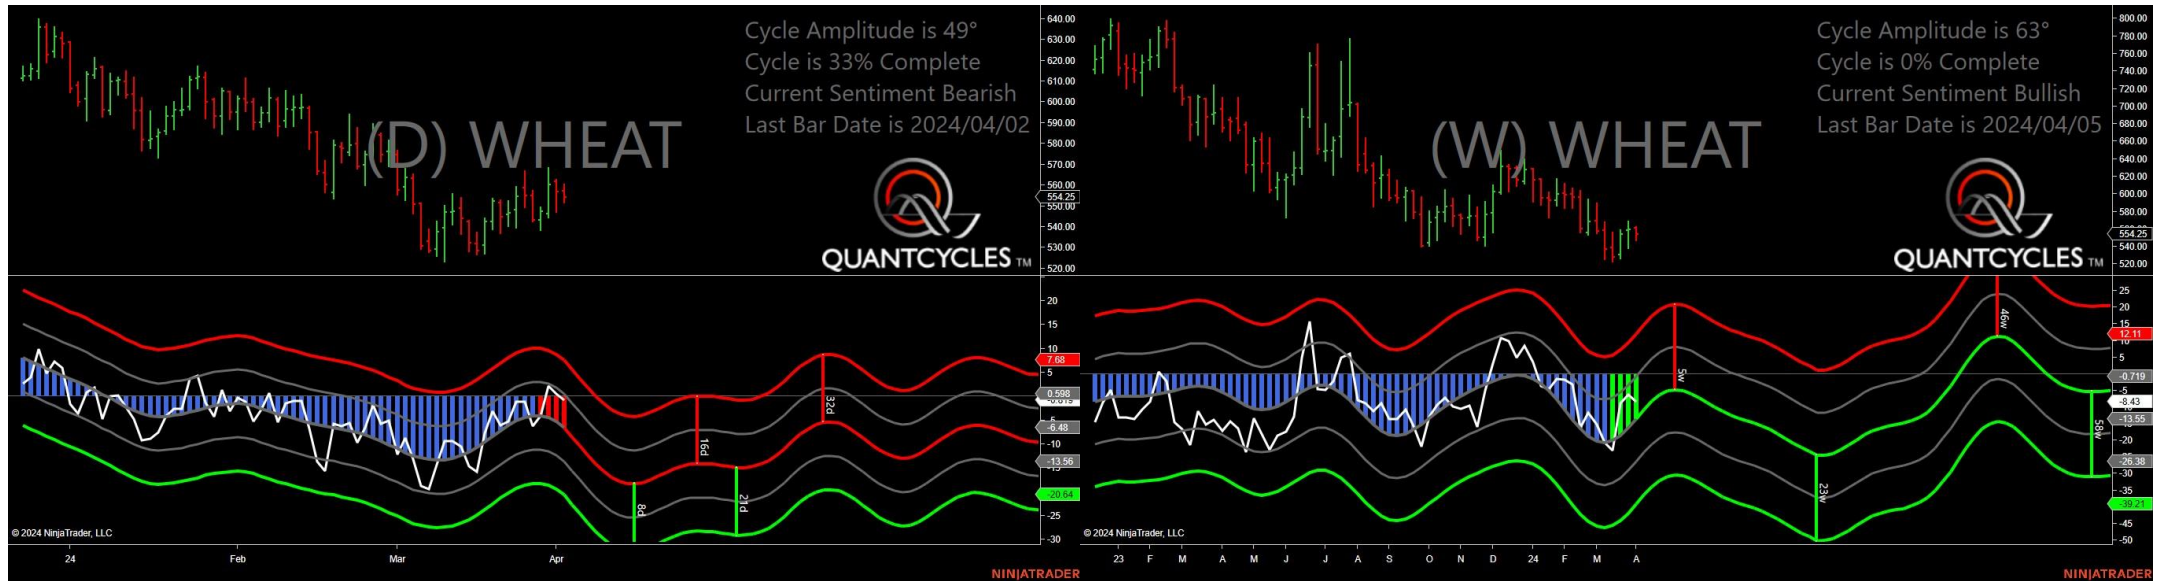 Cycle Amplitude is 49°
Cycle is 33% Complete
Current Sentiment Bearish
Last Bar Date is 2024/04/02
(D) WHEAT
QUANTCYCLES TM
640.00
630.00
620.00
610.00
600.00
590.00
580.00
570.00
560.00
554.25
550.00
540.00
530.00
520.00
20
15
10
7.68
5
0.598
-6.48
-10
-13.56
-20.64
-25
-30
16d
32d
8d
21d
© 2024 NinjaTrader, LLC
24 Feb Mar Apr
NINJATRADER
Cycle Amplitude is 63°
Cycle is 0% Complete
Current Sentiment Bullish
Last Bar Date is 2024/04/05
(W) WHEAT
QUANTCYCLES TM
800.00
780.00
760.00
740.00
720.00
700.00
680.00
660.00
640.00
620.00
600.00
580.00
554.25
540.00
520.00
25
20
15
12.11
10
5
-0.719
-5
-8.43
-13.55
-20
-26.38
-30
-35
-39.21
-45
-50
5w
46w
23w
58w
© 2024 NinjaTrader, LLC
23 F M A M J J A S O N D 24 F M A
NINJATRADER